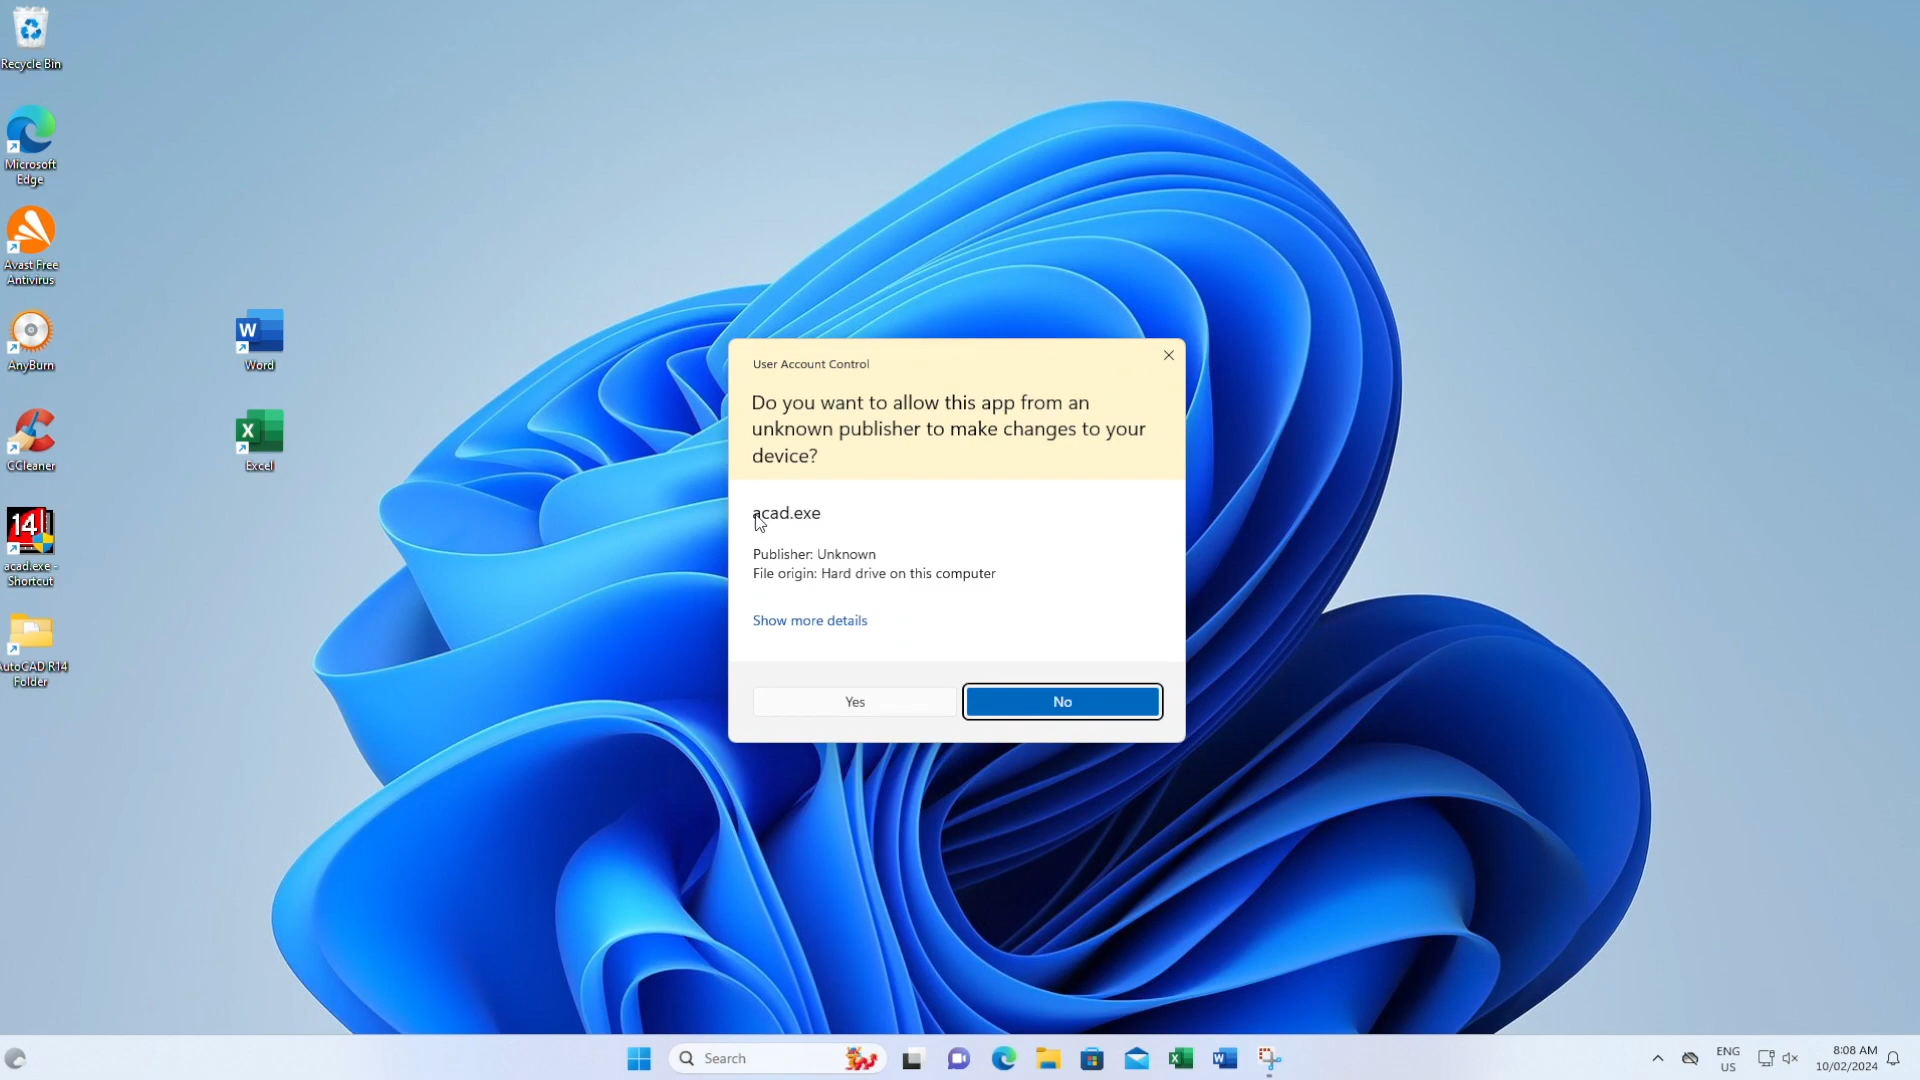 Recycle Bin
Microsoft
Edge
Avast Free
Antivirus
AnyBurn
CCleaner
14
acad.exe -
Shortcut
AutoCAD R14
Folder
W
Word
X
Excel
User Account Control
Do you want to allow this app from an
unknown publisher to make changes to your
device?
acad.exe
Publisher: Unknown
File origin: Hard drive on this computer
Show more details
Yes
No
Search
ENG
US
8:08 AM
10/02/2024